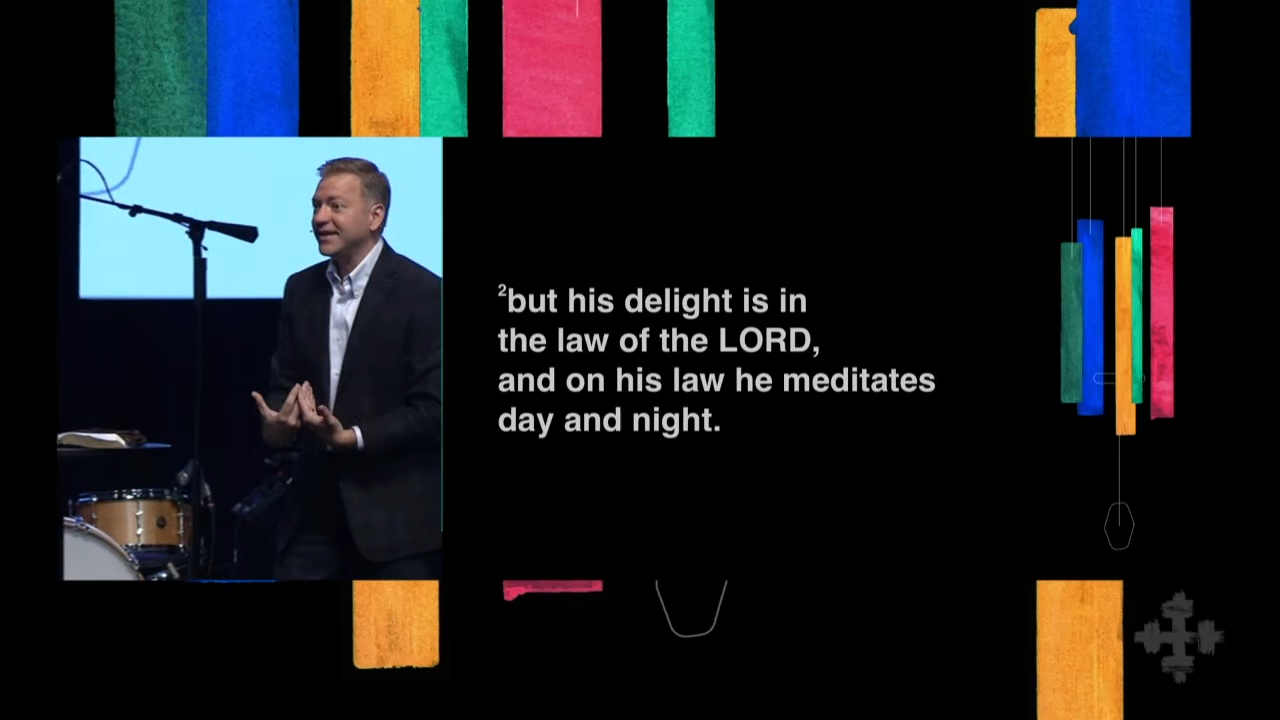 ²but his delight is in
the law of the LORD,
and on his law he meditates
day and night.